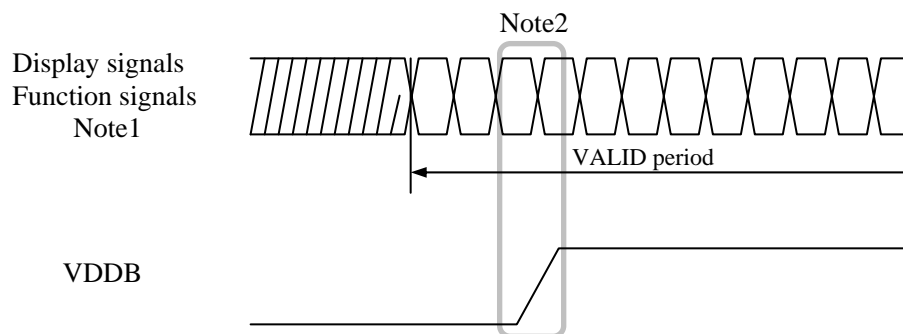 Note2
Display signals
Function signals
Note1
VALID period
VDDB